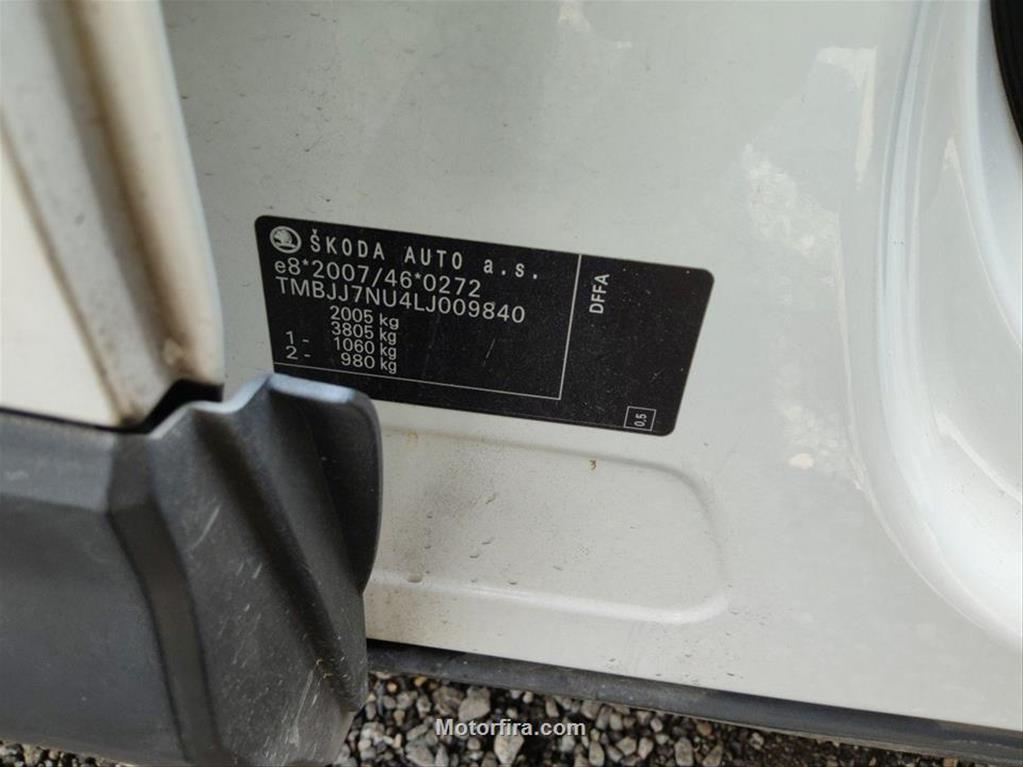 ŠKODA AUTO a.s.
e8*2007/46*0272
TMBJJ7NU4LJ009840
2005 kg
3805 kg
1 - 1060 kg
2 - 980 kg
DFFA
0,5
Motorfira.com